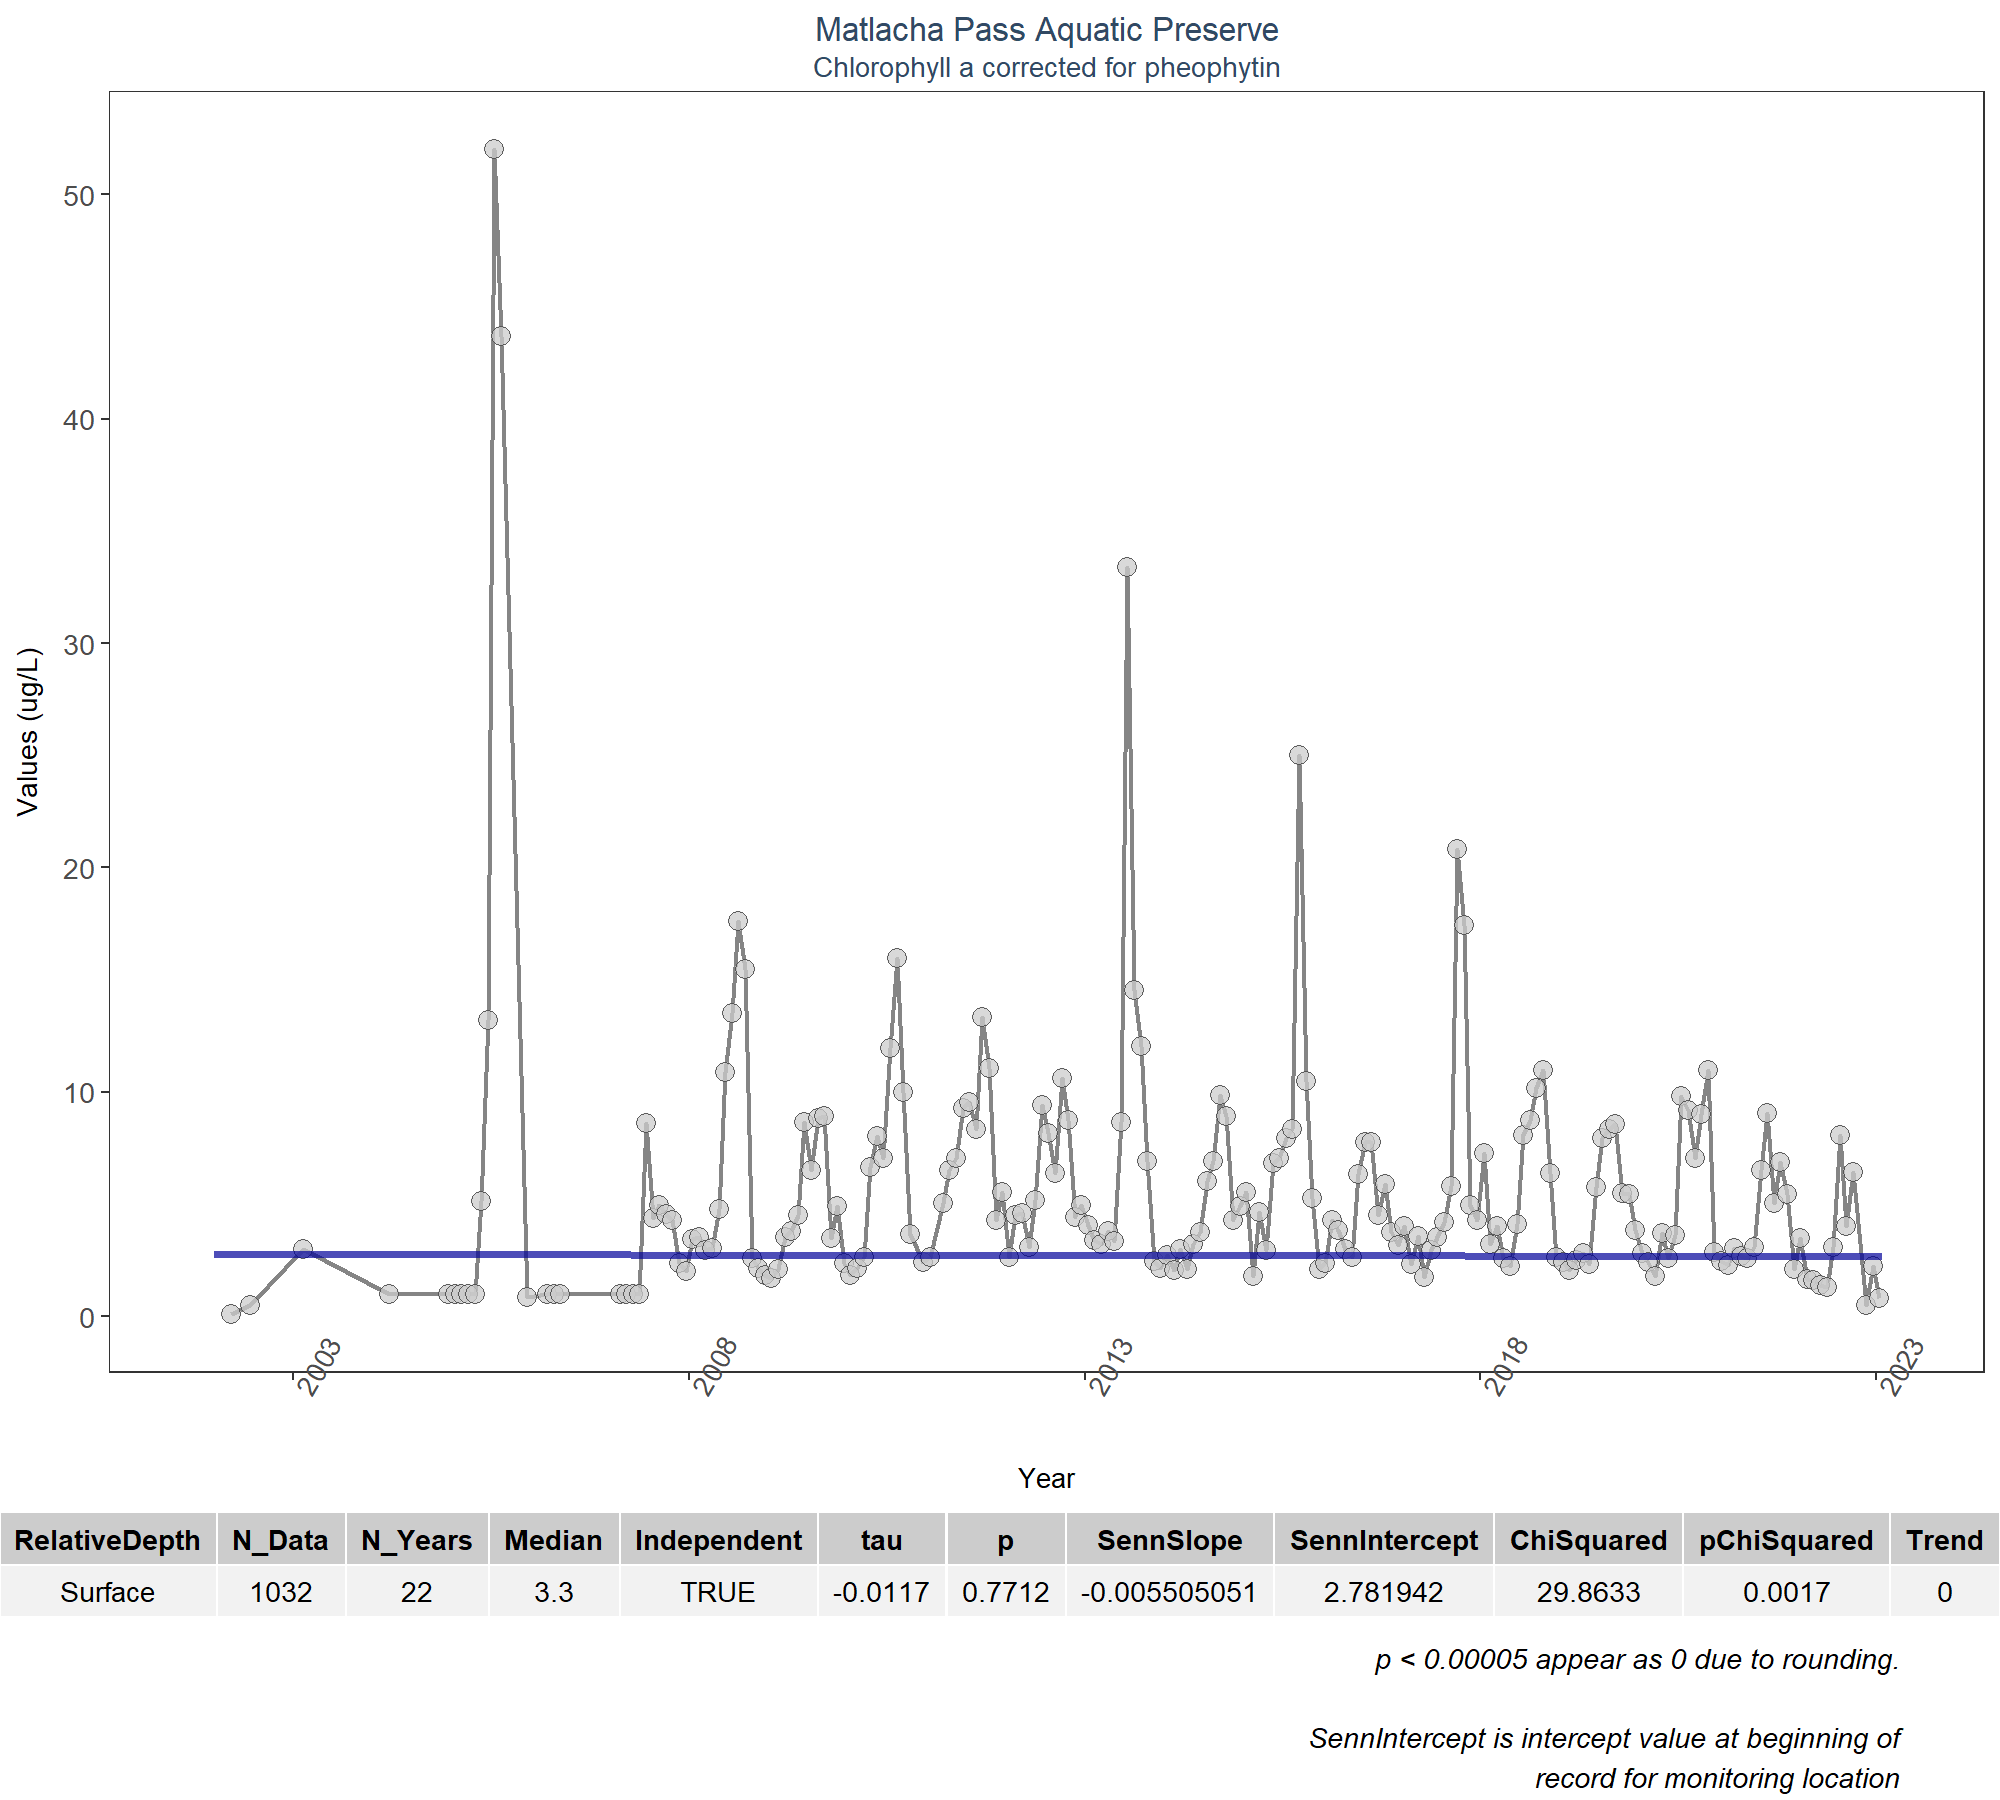 Matlacha Pass Aquatic Preserve
Chlorophyll a corrected for pheophytin
Values (ug/L)
50
40
30
20
10
0
2003 2008 2013 2018 2023
Year
RelativeDepth N_Data N_Years Median Independent tau p SennSlope SennIntercept ChiSquared pChiSquared Trend
Surface 1032 22 3.3 TRUE -0.0117 0.7712 -0.005505051 2.781942 29.8633 0.0017 0
p < 0.00005 appear as 0 due to rounding.
SennIntercept is intercept value at beginning of
record for monitoring location